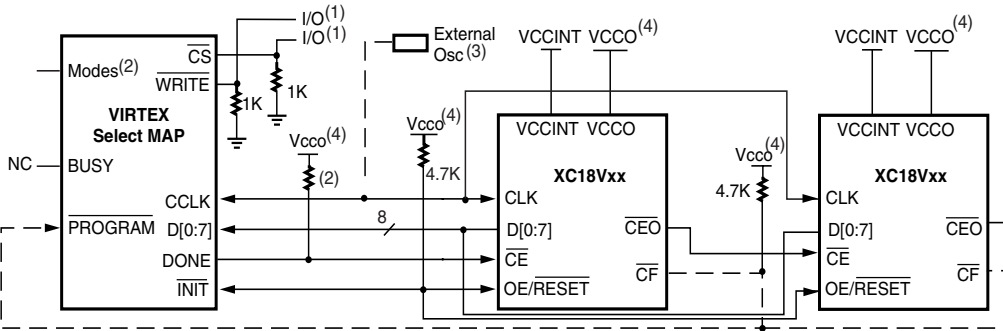 I/O(1)
I/O(1)
CS
Modes(2)
WRITE
1K
1K
VIRTEX
Select MAP
NC
BUSY
Vcco(4)
(2)
CCLK
PROGRAM
D[0:7]
8
DONE
INIT
External
Osc(3)
Vcco(4)
4.7K
VCCINT VCCO(4)
VCCINT VCCO
XC18Vxx
CLK
D[0:7]
CEO
CE
CF
OE/RESET
Vcco(4)
4.7K
VCCINT VCCO(4)
VCCINT VCCO
XC18Vxx
CLK
D[0:7]
CEO
CE
CF
OE/RESET